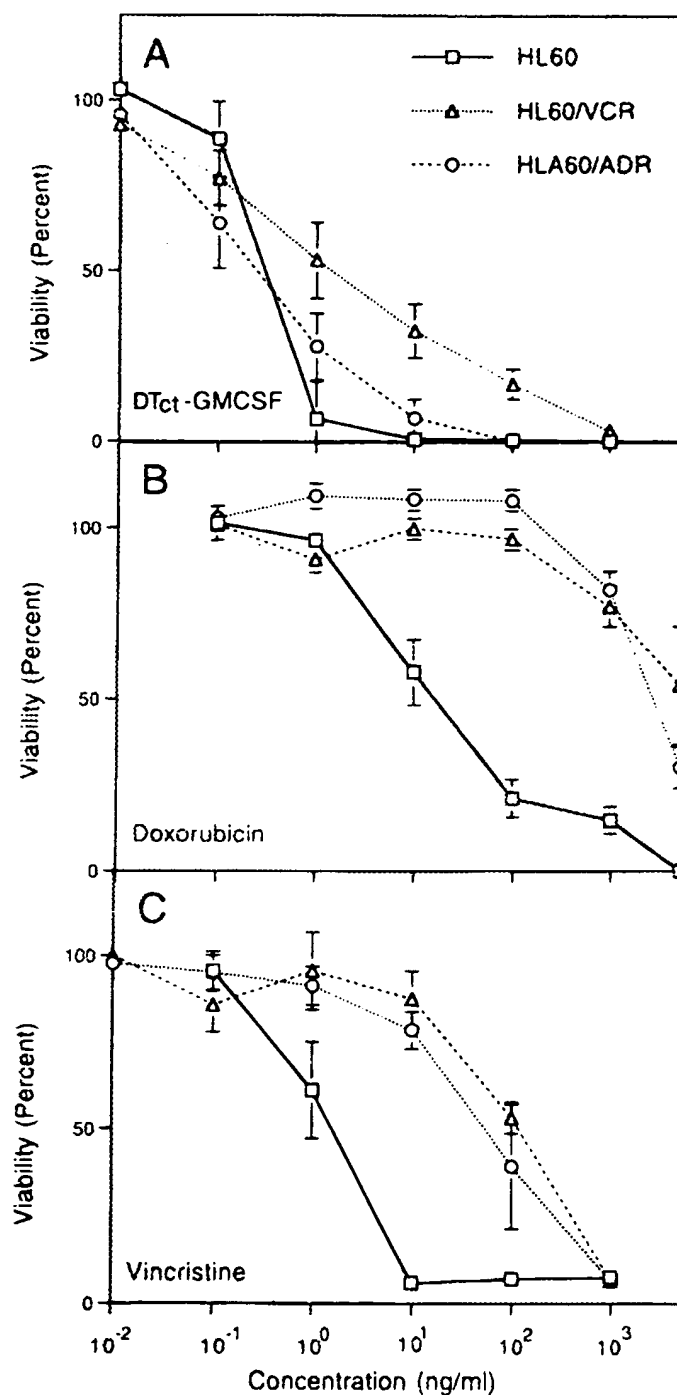 A
HL60
HL60/VCR
HLA60/ADR
100
50
0
Viability (Percent)
DTct-GMCSF
B
100
50
0
Viability (Percent)
Doxorubicin
C
100
50
0
Viability (Percent)
Vincristine
10-2 10-1 100 101 102 103
Concentration (ng/ml)